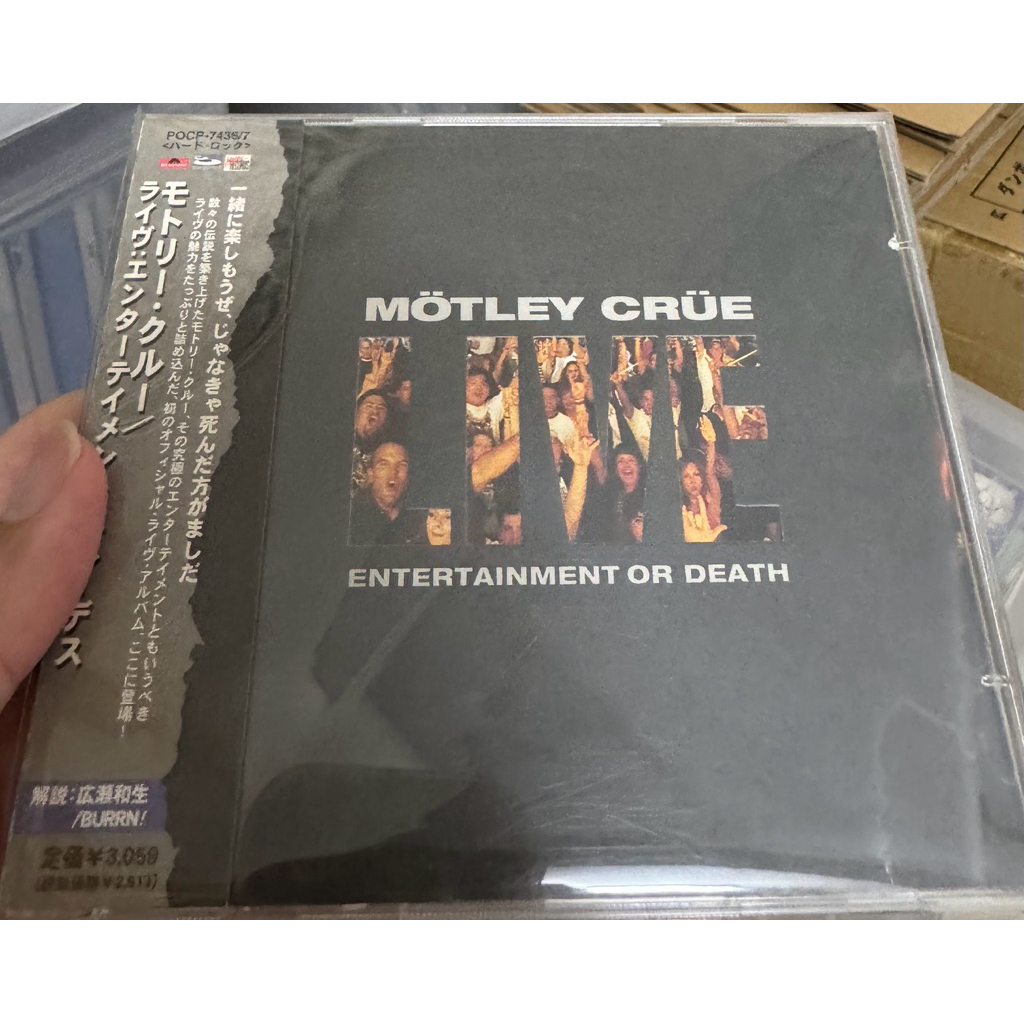 POCP-7436/7
<ハード・ロック>
一緒に楽しもうぜ、じゃなきゃ死んだ方がましだ
数々の伝説を築き上げたモトリー・クルー、その究極のエンターテイメントともいうべき
ライヴの魅力をたっぷりと詰め込んだ、初のオフィシャル・ライヴ・アルバム、ここに登場!
モトリー・クルー/
ライヴ:エンターテイメン
デス
解説:広瀬和生
/BURRN!
定価¥3,059
MÖTLEY CRÜE
LIVE
ENTERTAINMENT OR DEATH